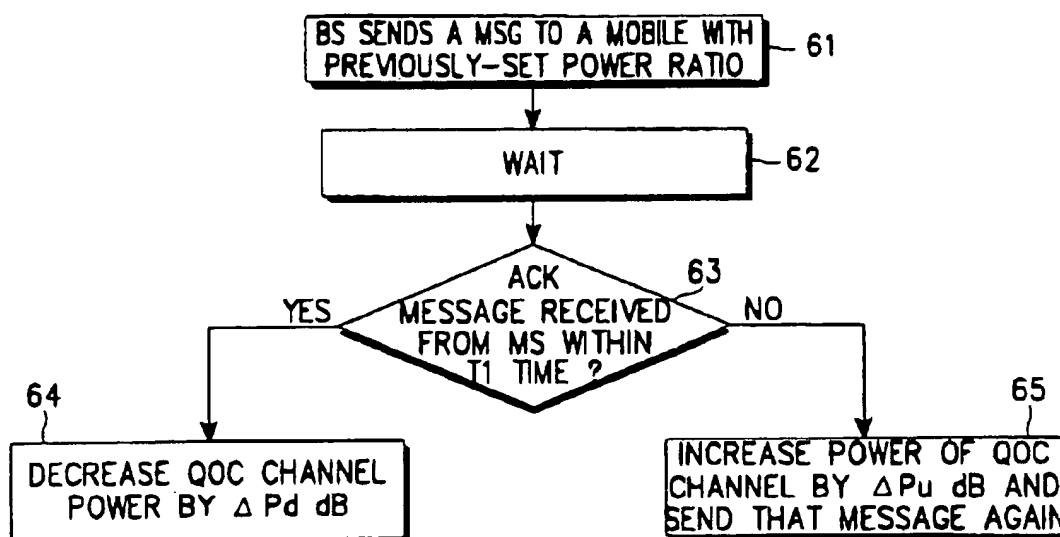 BS SENDS A MSG TO A MOBILE WITH
PREVIOUSLY-SET POWER RATIO
61
WAIT
62
ACK
MESSAGE RECEIVED
FROM MS WITHIN
T1 TIME ?
63
YES
NO
64
DECREASE QOC CHANNEL
POWER BY Δ Pd dB
65
INCREASE POWER OF QOC
CHANNEL BY Δ Pu dB AND
SEND THAT MESSAGE AGAIN